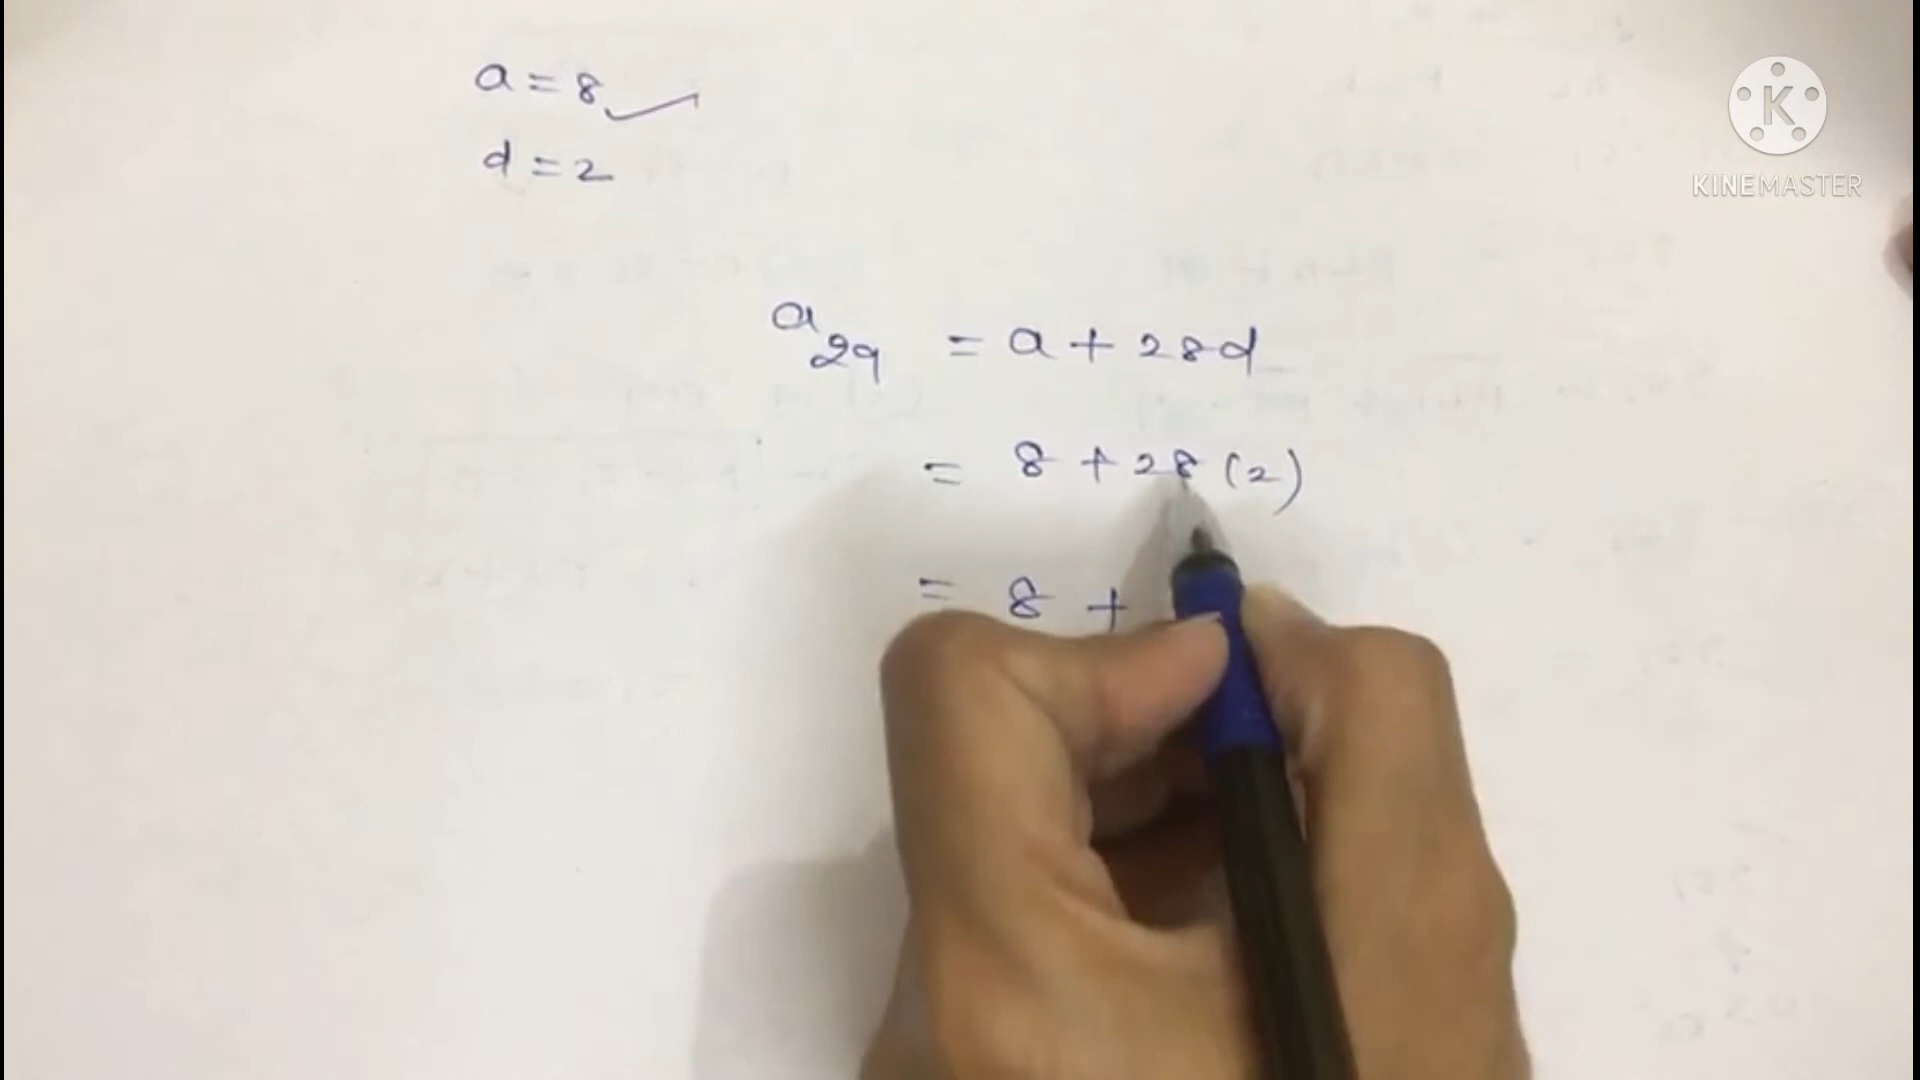 a = 8
d = 2
a₂₉ = a + 28d
= 8 + 28 (2)
= 8 +
K
KINEMASTER